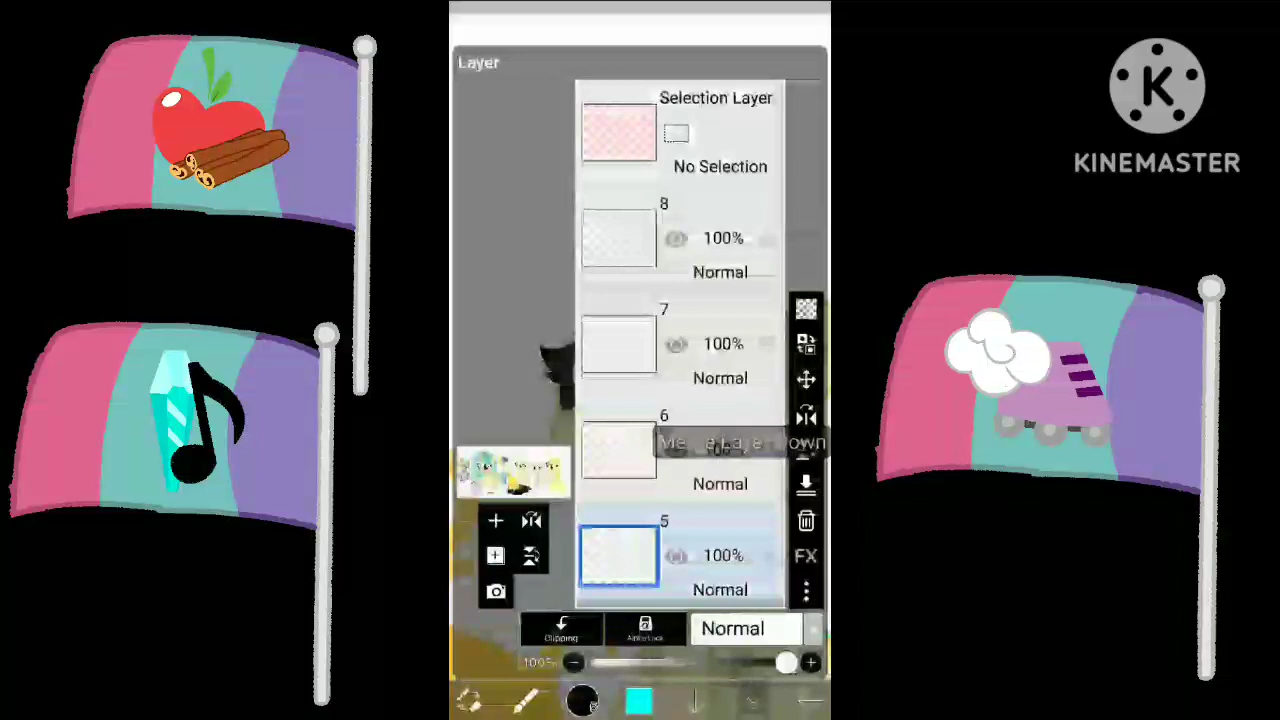 Layer
Selection Layer
No Selection
8
100%
Normal
7
100%
Normal
6
Normal
5
100%
Normal
FX
Clipping
Normal
100%
K
KINEMASTER